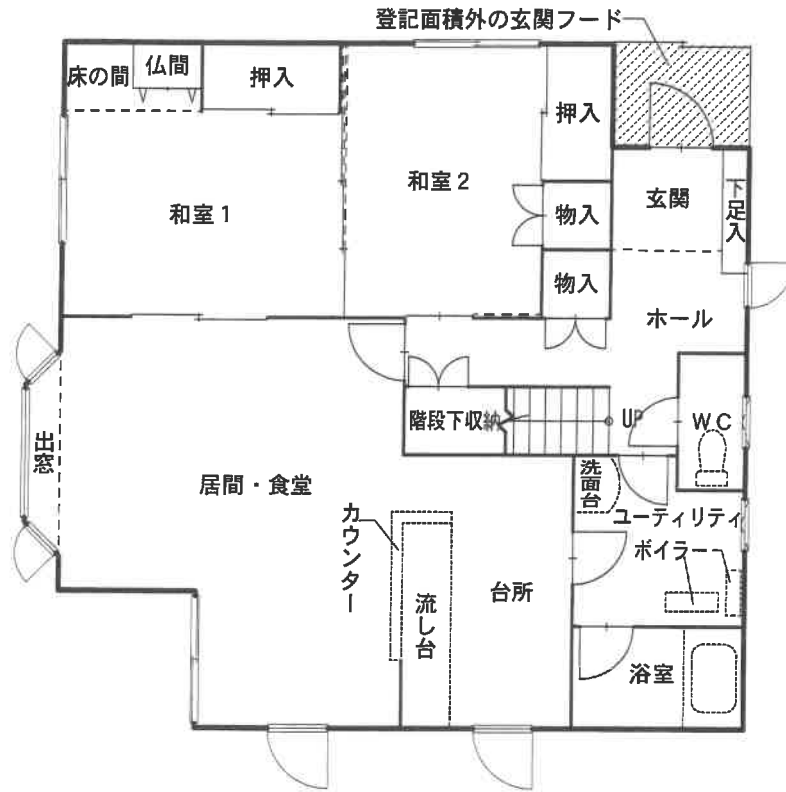 登記面積外の玄関フード
床の間
仏間
押入
押入
和室1
和室2
物入
物入
玄関
下足入
ホール
階段下収納
UP
WC
出窓
居間・食堂
カウンター
流し台
台所
洗面台
ユーティリティ
ボイラー
浴室